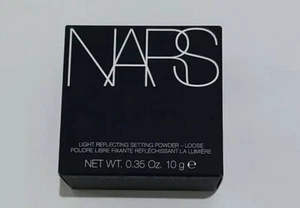 NARS
LIGHT REFLECTING SETTING POWDER – LOOSE
POUDRE LIBRE FIXANTE RÉFLÉCHISSANT LA LUMIÈRE
NET WT. 0.35 Oz. 10 g ℮